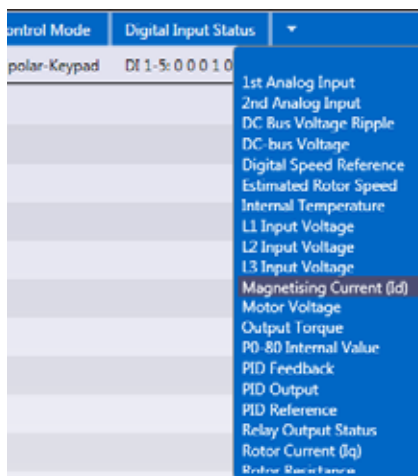 ontrol Mode Digital Input Status
polar-Keypad DI 1-5: 0 0 0 1 0
1st Analog Input
2nd Analog Input
DC Bus Voltage Ripple
DC-bus Voltage
Digital Speed Reference
Estimated Rotor Speed
Internal Temperature
L1 Input Voltage
L2 Input Voltage
L3 Input Voltage
Magnetising Current (Id)
Motor Voltage
Output Torque
P0-80 Internal Value
PID Feedback
PID Output
PID Reference
Relay Output Status
Rotor Current (Iq)
Rotor Resistance